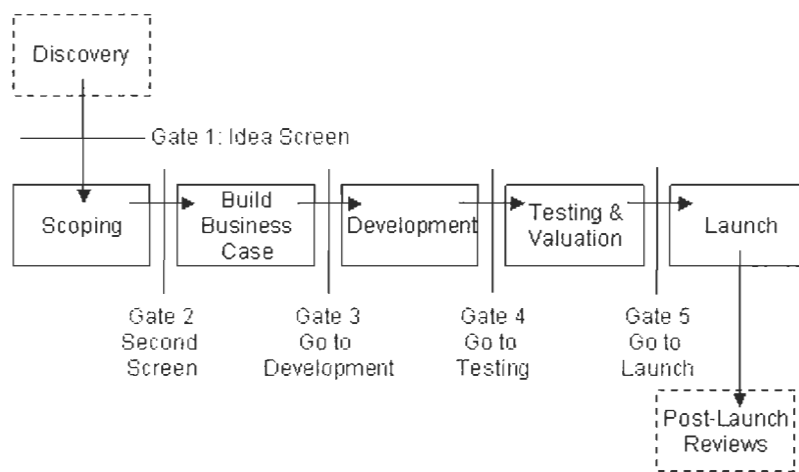 Discovery
Gate 1: Idea Screen
Scoping
Build
Business
Case
Development
Testing &
Valuation
Launch
Gate 2
Second
Screen
Gate 3
Go to
Development
Gate 4
Go to
Testing
Gate 5
Go to
Launch
Post-Launch
Reviews